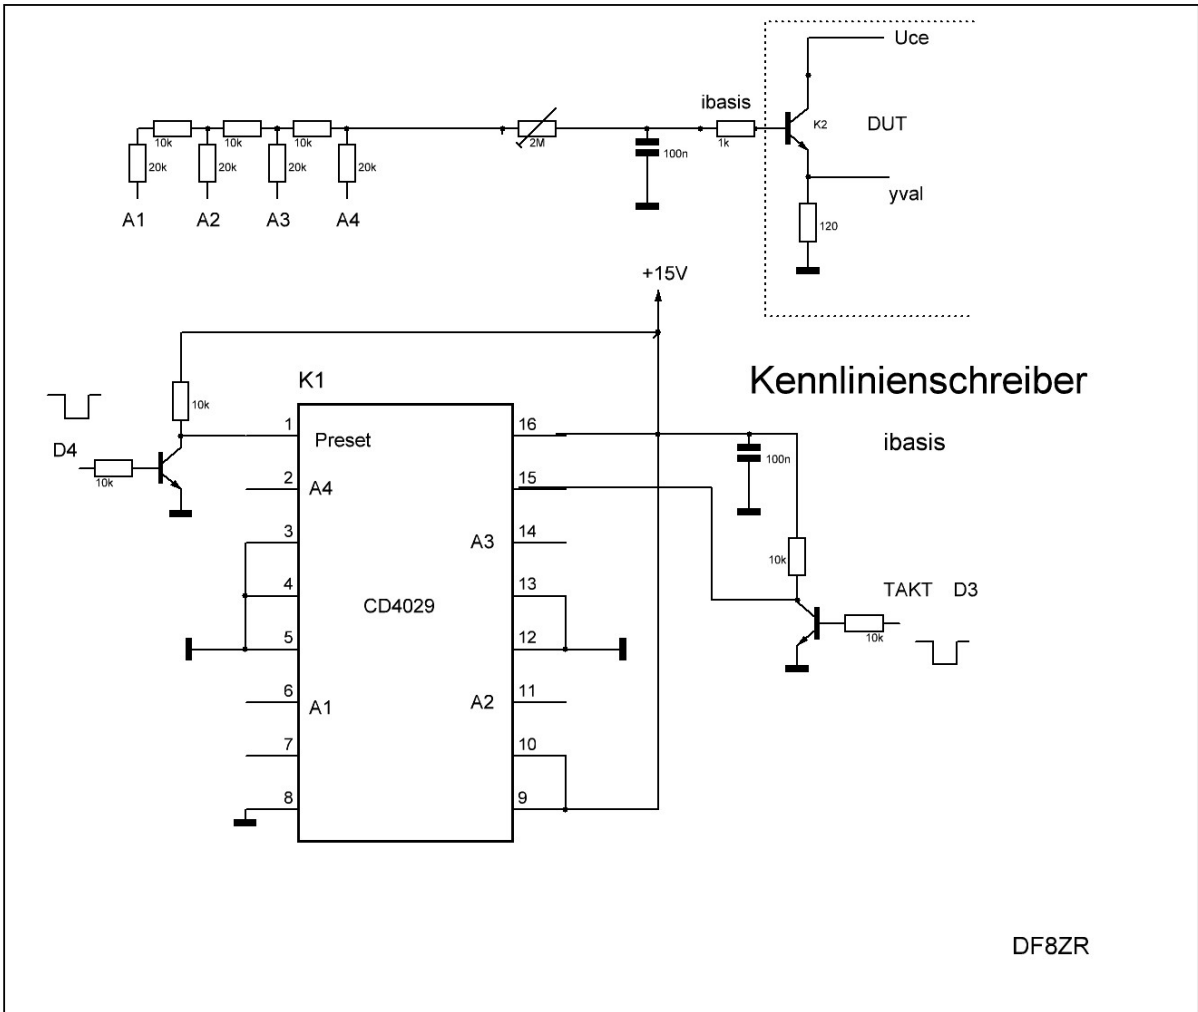 Uce
ibasis
K2
DUT
10k
10k
10k
2M
1k
20k
20k
20k
20k
100n
yval
A1
A2
A3
A4
120
+15V
K1
Kennlinienschreiber
10k
1
Preset
16
ibasis
D4
100n
10k
2
A4
15
3
14
A3
10k
4
13
CD4029
TAKT D3
5
12
10k
6
A1
11
A2
7
10
8
9
DF8ZR